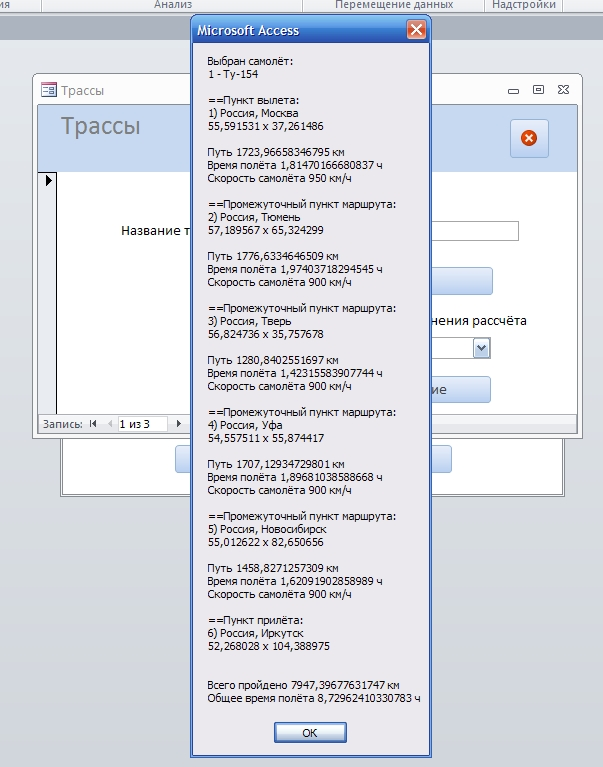 ия
Анализ
Перемещение данных
Надстройки
Microsoft Access
Выбран самолёт:
1 - Ту-154
==Пункт вылета:
1) Россия, Москва
55,591531 x 37,261486
Путь 1723,96658346795 км
Время полёта 1,81470166680837 ч
Скорость самолёта 950 км/ч
==Промежуточный пункт маршрута:
2) Россия, Тюмень
57,189567 x 65,324299
Путь 1776,6334646509 км
Время полёта 1,97403718294545 ч
Скорость самолёта 900 км/ч
==Промежуточный пункт маршрута:
3) Россия, Тверь
56,824736 x 35,757678
Путь 1280,8402551697 км
Время полёта 1,42315583907744 ч
Скорость самолёта 900 км/ч
==Промежуточный пункт маршрута:
4) Россия, Уфа
54,557511 x 55,874417
Путь 1707,12934729801 км
Время полёта 1,89681038588668 ч
Скорость самолёта 900 км/ч
==Промежуточный пункт маршрута:
5) Россия, Новосибирск
55,012622 x 82,650656
Путь 1458,8271257309 км
Время полёта 1,62091902858989 ч
Скорость самолёта 900 км/ч
==Пункт прилёта:
6) Россия, Иркутск
52,268028 x 104,388975
Всего пройдено 7947,39677631747 км
Общее время полёта 8,72962410330783 ч
OK
Трассы
Трассы
Название т
нения рассчёта
ие
Запись:
1 из 3